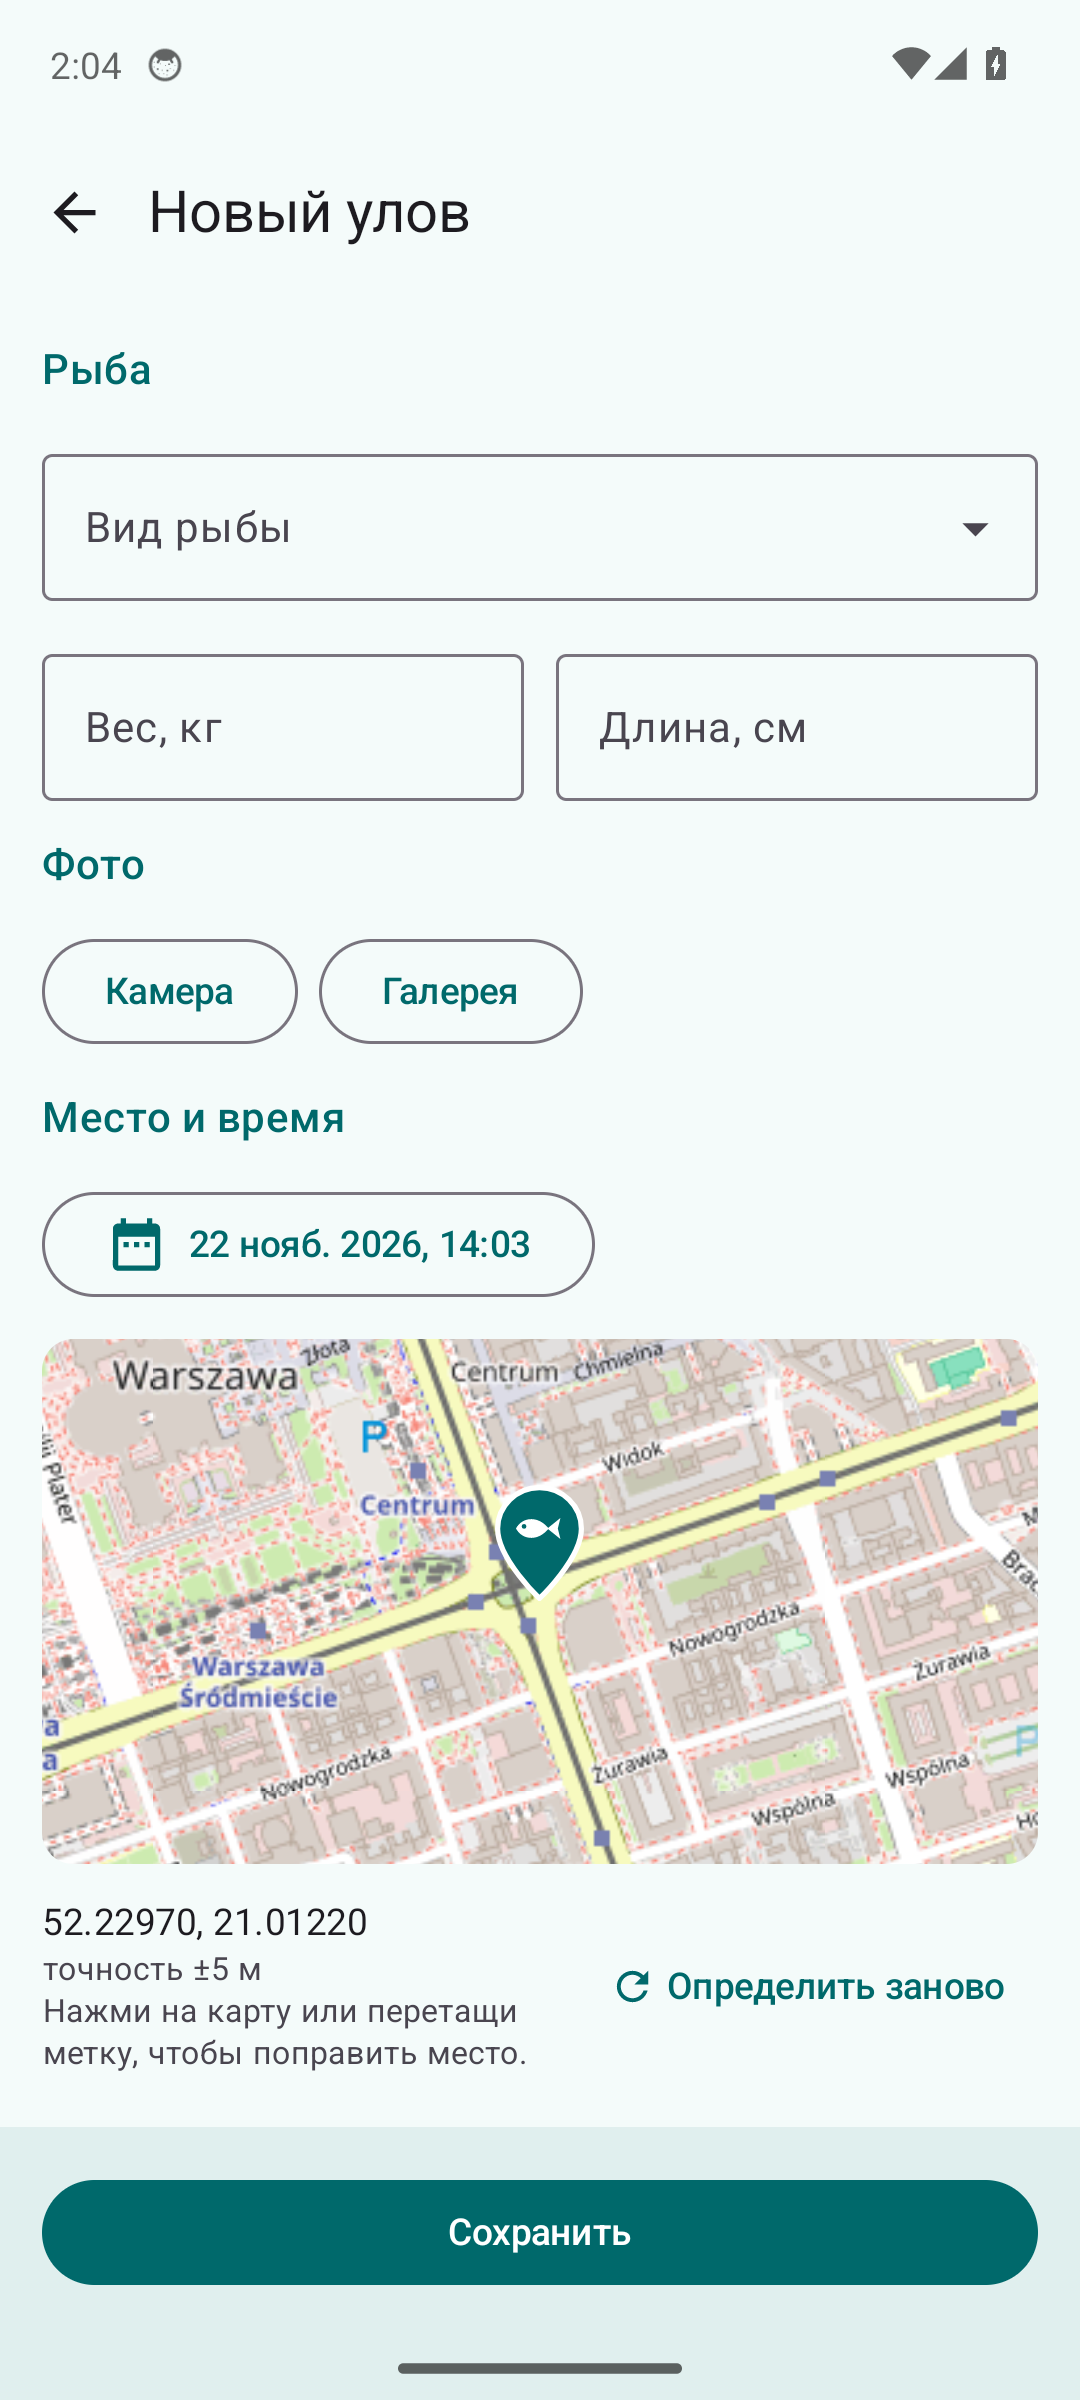 2:04
Новый улов
Рыба
Вид рыбы
Вес, кг
Длина, см
Фото
Камера
Галерея
Место и время
22 нояб. 2026, 14:03
Warszawa
Złota
Centrum
Chmielna
P
Widok
Plater
Centrum
Nowogrodzka
Żurawia
Warszawa
Śródmieście
a
a
P
Nowogrodzka
Żurawia
Wspólna
Wspólna
52.22970, 21.01220
точность ±5 м
Нажми на карту или перетащи
метку, чтобы поправить место.
Определить заново
Сохранить